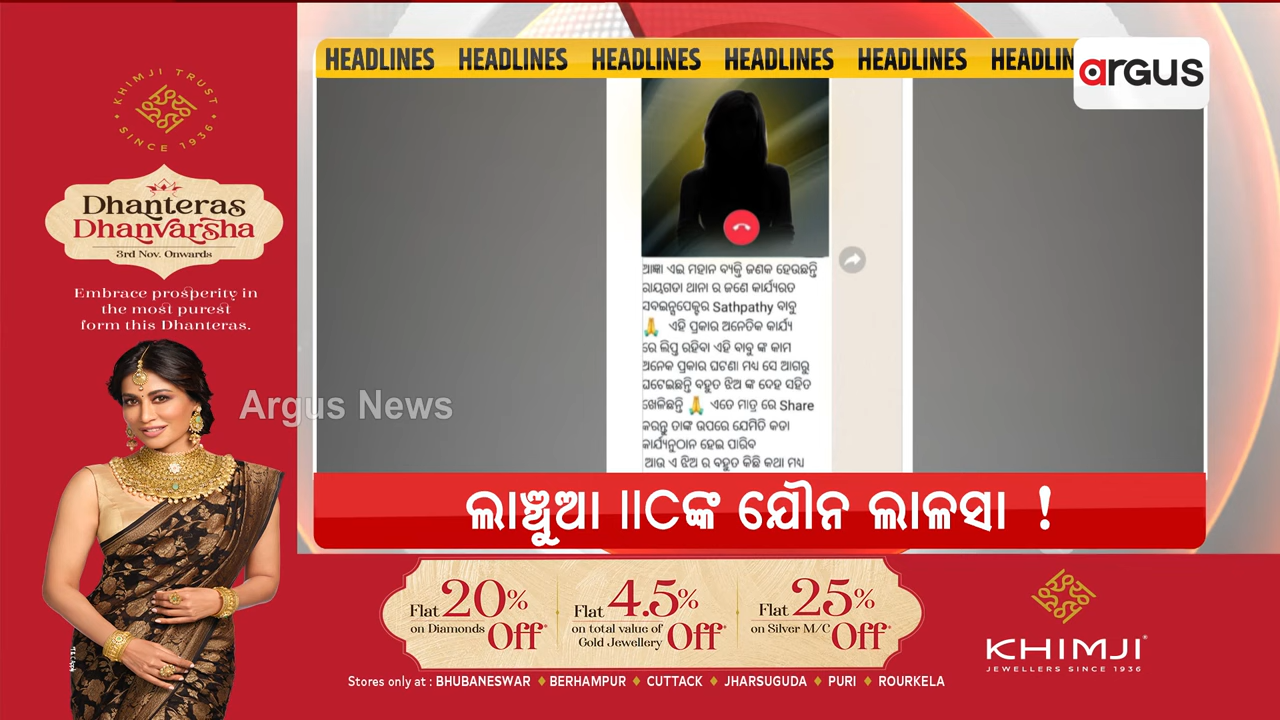 HEADLINES HEADLINES HEADLINES HEADLINES HEADLINES HEADLIN
argus
KHIMJI TRUST
SINCE 1936
Dhanteras
Dhanvarsha
3rd Nov. Onwards
Embrace prosperity in
the most purest
form this Dhanteras.
Argus News
ଆଜ୍ଞା ଏଇ ମହାନ ବ୍ୟକ୍ତି ଜଣକ ହେଉଛନ୍ତି
ରାୟଗଡା ଥାନା ର ଜଣେ କାର୍ଯ୍ୟରତ
ସବଇନ୍ସପେକ୍ଟର Sathpathy ବାବୁ
🙏 ଏହି ପ୍ରକାର ଅନେତିକ କାର୍ଯ୍ୟ
ରେ ଲିପ୍ତ ରହିବା ଏହି ବାବୁ ଙ୍କ କାମ
ଅନେକ ପ୍ରକାର ଘଟଣା ମଧ୍ୟ ସେ ଆଗରୁ
ଘଟେଇଛନ୍ତି ବହୁତ ଝିଅ ଙ୍କ ଦେହ ସହିତ
ଖେଳିଛନ୍ତି 🙏 ଏତେ ମାତ୍ର ରେ Share
କରନ୍ତୁ ତାଙ୍କ ଉପରେ ଯେମିତି କଡା
କାର୍ଯ୍ୟନୁଠାନ ହେଇ ପାରିବ
ଆଉ ଏ ଝିଅ ର ବହୁତ କିଛି କଥା ମଧ୍ୟ
ଲାଞ୍ଚୁଆ IICଙ୍କ ଯୌନ ଲାଳସା !
Flat 20% Off*
on Diamonds
Flat 4.5% Off*
on total value of
Gold Jewellery
Flat 25% Off*
on Silver M/C
KHIMJI
JEWELLERS SINCE 1936
Stores only at : BHUBANESWAR ♦ BERHAMPUR ♦ CUTTACK ♦ JHARSUGUDA ♦ PURI ♦ ROURKELA